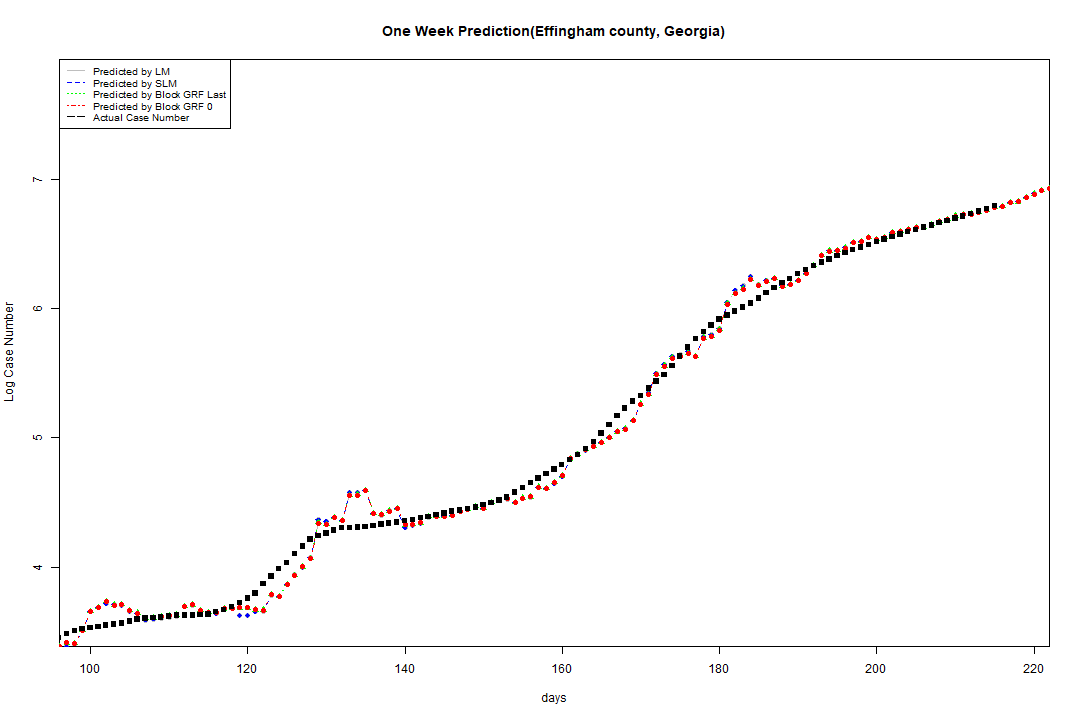 One Week Prediction(Effingham county, Georgia)
Predicted by LM
Predicted by SLM
Predicted by Block GRF Last
Predicted by Block GRF 0
Actual Case Number
7
6
5
4
Log Case Number
100 120 140 160 180 200 220
days